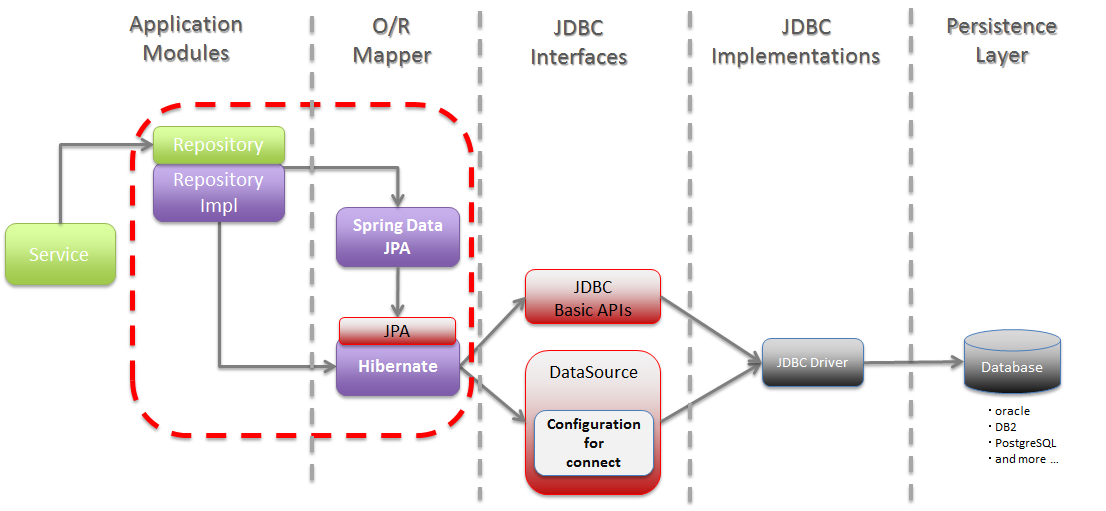 Application
Modules
O/R
Mapper
JDBC
Interfaces
JDBC
Implementations
Persistence
Layer
Repository
Repository
Impl
Service
Spring Data
JPA
JPA
Hibernate
JDBC
Basic APIs
DataSource
Configuration
for
connect
JDBC Driver
Database
・oracle
・DB2
・PostgreSQL
・and more ...